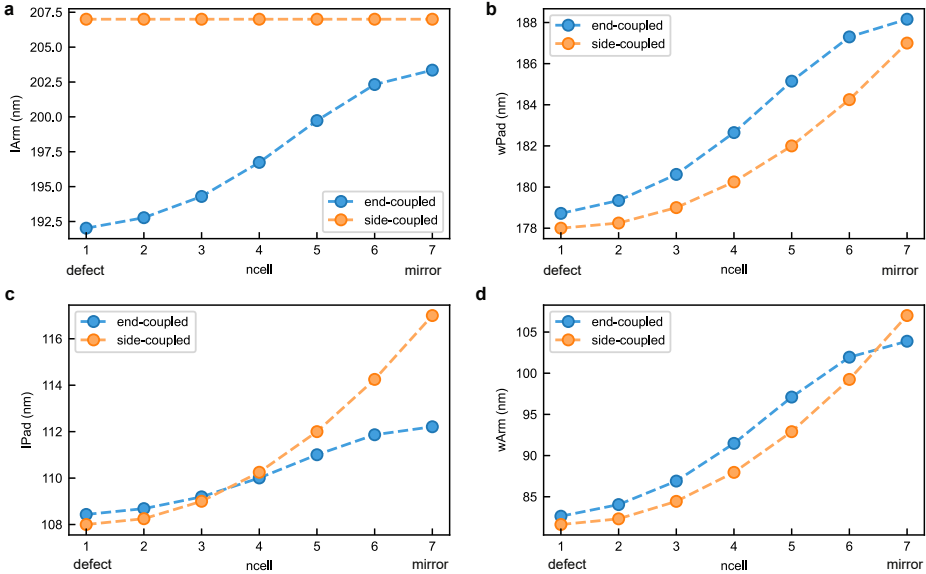 a
207.5
205.0
202.5
200.0
197.5
195.0
192.5
lArm (nm)
end-coupled
side-coupled
1 2 3 4 5 6 7
defect ncell mirror
b
188
186
184
182
180
178
wPad (nm)
end-coupled
side-coupled
1 2 3 4 5 6 7
defect ncell mirror
c
116
114
112
110
108
lPad (nm)
end-coupled
side-coupled
1 2 3 4 5 6 7
defect ncell mirror
d
105
100
95
90
85
wArm (nm)
end-coupled
side-coupled
1 2 3 4 5 6 7
defect ncell mirror